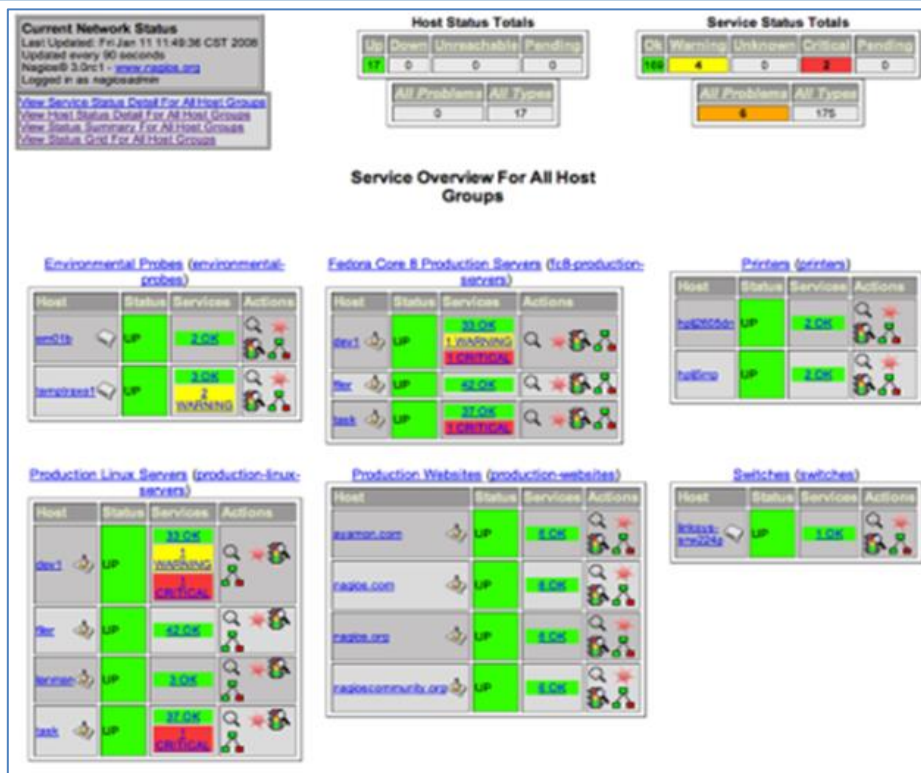 Current Network Status
Last Updated: Fri Jan 11 11:49:36 CST 2008
Updated every 90 seconds
Nagios® 3.0rc1 - www.nagios.org
Logged in as nagiosadmin
View Service Status Detail For All Host Groups
View Host Status Detail For All Host Groups
View Status Summary For All Host Groups
View Status Grid For All Host Groups
Host Status Totals
Up Down Unreachable Pending
17 0 0 0
All Problems All Types
0 17
Service Status Totals
Ok Warning Unknown Critical Pending
169 4 0 2 0
All Problems All Types
6 175
Service Overview For All Host
Groups
Environmental Probes (environmental-
probes)
Host Status Services Actions
em01b UP 2 OK
temptraxe1 UP 3 OK
2
WARNING
Fedora Core 8 Production Servers (fc8-production-
servers)
Host Status Services Actions
dev1 UP 33 OK
1 WARNING
1 CRITICAL
filer UP 42 OK
task UP 37 OK
1 CRITICAL
Printers (printers)
Host Status Services Actions
hplj2605dn UP 2 OK
hplj5mp UP 2 OK
Production Linux Servers (production-linux-
servers)
Host Status Services Actions
dev1 UP 33 OK
1
WARNING
1
CRITICAL
filer UP 42 OK
UP 3 OK
task UP 37 OK
1
CRITICAL
Production Websites (production-websites)
Host Status Services Actions
ayamon.com UP 6 OK
nagios.com UP 6 OK
nagios.org UP 6 OK
nagioscommunity.org UP 6 OK
Switches (switches)
Host Status Services Actions
linksys-
srw224p UP 1 OK